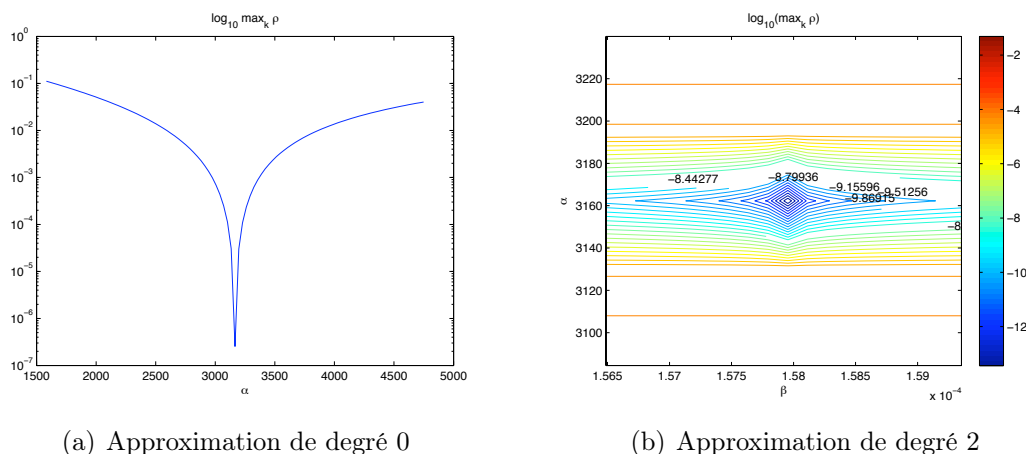 log10 maxk ρ
10⁻¹
10⁰
10⁻²
10⁻³
10⁻⁴
10⁻⁵
10⁻⁶
10⁻⁷
1500 2000 2500 3000 3500 4000 4500 5000
α
(a) Approximation de degré 0
log10(maxk ρ)
3220
3200
3180
3160
3140
3120
3100
α
−8.44277
−8.79936
−9.15596
−9.51256
−9.86915
−8
1.565 1.57 1.575 1.58 1.585 1.59
β
x 10⁻⁴
−2
−4
−6
−8
−10
−12
(b) Approximation de degré 2